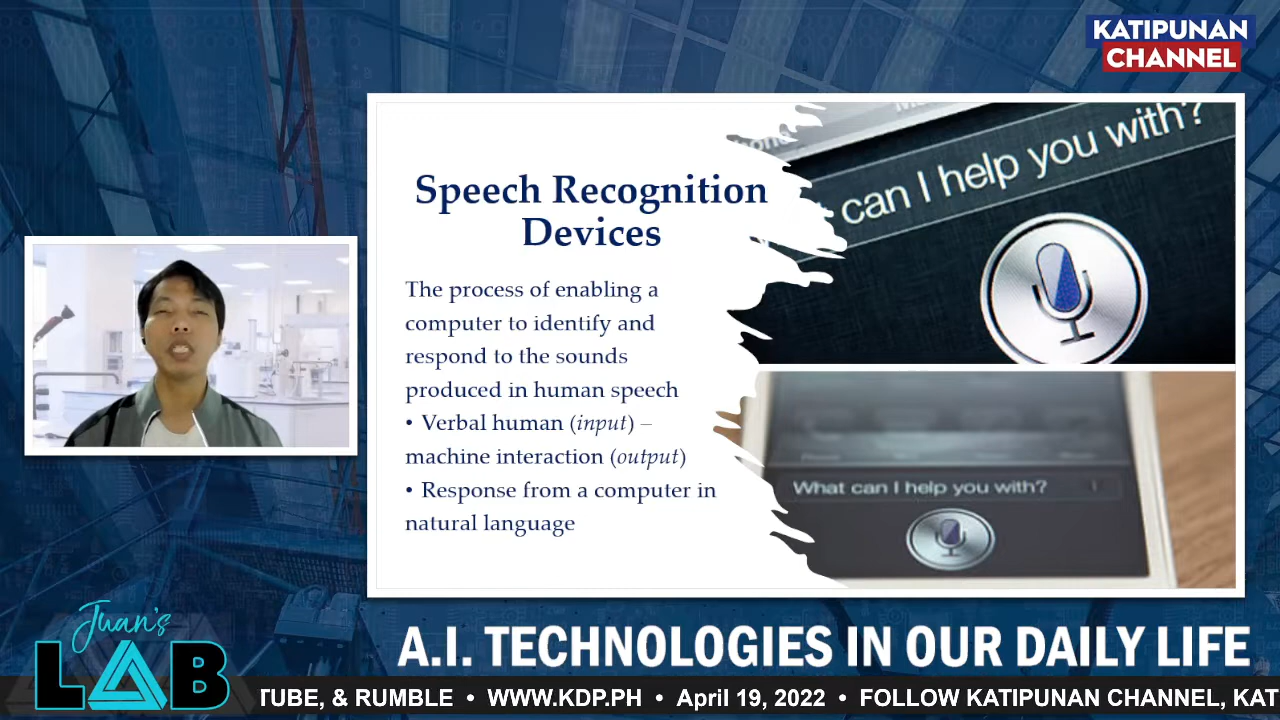 KATIPUNAN
CHANNEL
Speech Recognition
Devices
The process of enabling a
computer to identify and
respond to the sounds
produced in human speech
• Verbal human (input) –
machine interaction (output)
• Response from a computer in
natural language
can I help you with?
What can I help you with?
Juan's
LAB
A.I. TECHNOLOGIES IN OUR DAILY LIFE
TUBE, & RUMBLE • WWW.KDP.PH • April 19, 2022 • FOLLOW KATIPUNAN CHANNEL, KAT